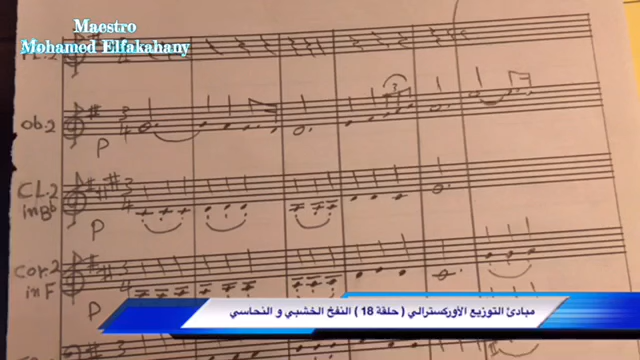 Maestro
Mohamed Elfakahany
ob.2
P
CL.2
in Bb
P
Cor.2
in F
P
مبادئ التوزيع الأوركسترالي ( حلقة 18 ) النفخ الخشبي و النحاسي